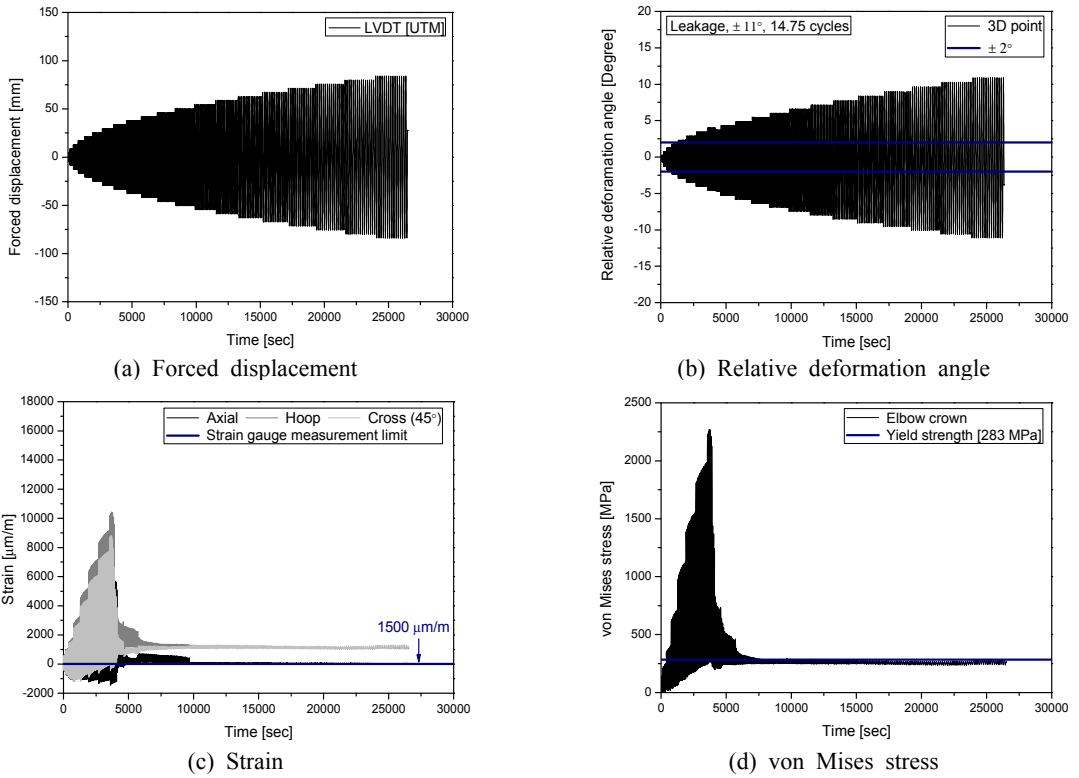 LVDT [UTM]
Forced displacement [mm]
150
100
50
0
-50
-100
-150
0 5000 10000 15000 20000 25000 30000
Time [sec]
(a) Forced displacement
Leakage, ± 11°, 14.75 cycles
3D point
± 2°
Relative deforamation angle [Degree]
20
15
10
5
0
-5
-10
-15
-20
0 5000 10000 15000 20000 25000 30000
Time [sec]
(b) Relative deformation angle
Axial Hoop Cross (45°)
Strain gauge measurement limit
Strain [μm/m]
18000
16000
14000
12000
10000
8000
6000
4000
2000
0
-2000
1500 μm/m
0 5000 10000 15000 20000 25000 30000
Time [sec]
(c) Strain
Elbow crown
Yield strength [283 MPa]
von Mises stress [MPa]
2500
2000
1500
1000
500
0
0 5000 10000 15000 20000 25000 30000
Time [sec]
(d) von Mises stress